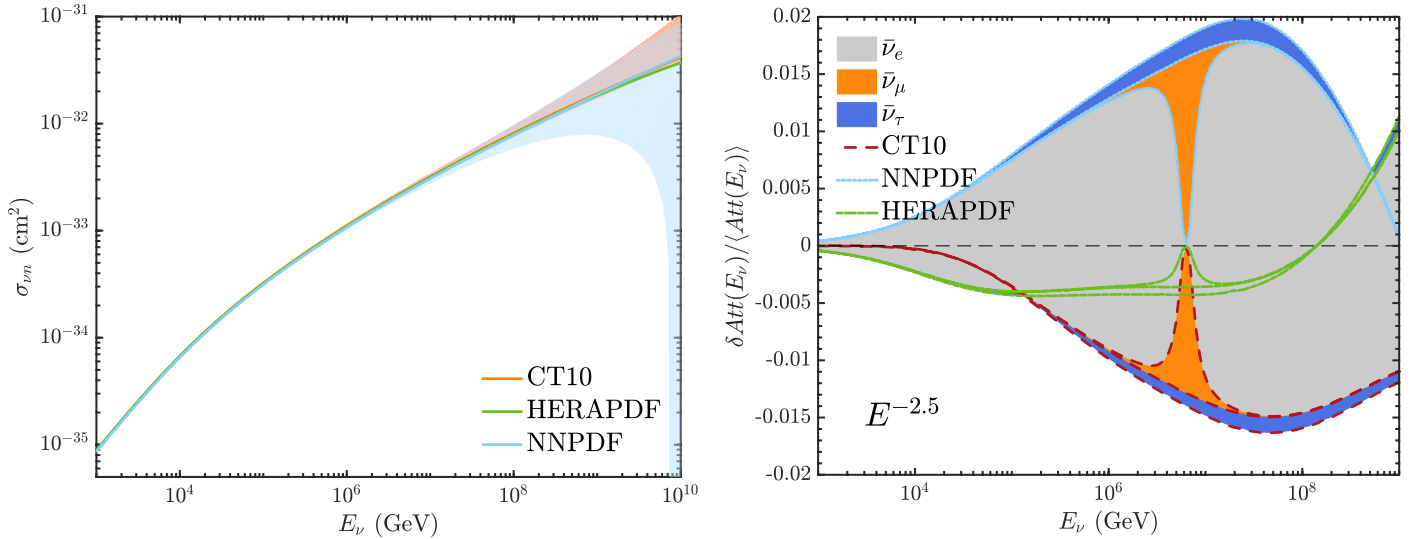 10^{-31}
10^{-32}
10^{-33}
10^{-34}
10^{-35}
σ_{νn} (cm^2)
10^4
10^6
10^8
10^{10}
E_ν (GeV)
CT10
HERAPDF
NNPDF
0.02
0.015
0.01
0.005
0
-0.005
-0.01
-0.015
-0.02
δAtt(E_ν)/⟨Att(E_ν)⟩
ν̄_e
ν̄_μ
ν̄_τ
CT10
NNPDF
HERAPDF
E^{-2.5}
10^4
10^6
10^8
E_ν (GeV)